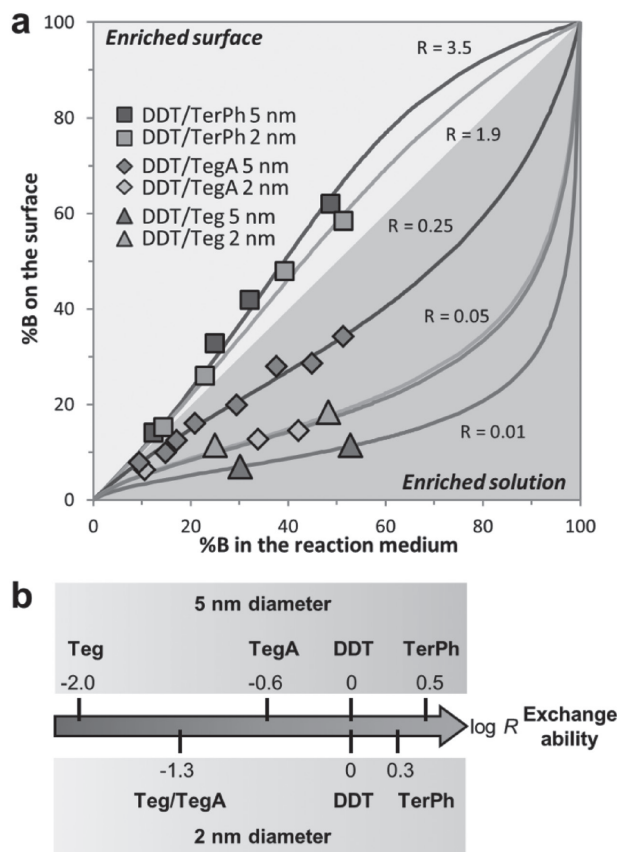 a
100
80
60
40
20
0
%B on the surface
Enriched surface
DDT/TerPh 5 nm
DDT/TerPh 2 nm
DDT/TegA 5 nm
DDT/TegA 2 nm
DDT/Teg 5 nm
DDT/Teg 2 nm
R = 3.5
R = 1.9
R = 0.25
R = 0.05
R = 0.01
Enriched solution
0 20 40 60 80 100
%B in the reaction medium
b
5 nm diameter
Teg TegA DDT TerPh
-2.0 -0.6 0 0.5
log R Exchange ability
-1.3 0 0.3
Teg/TegA DDT TerPh
2 nm diameter